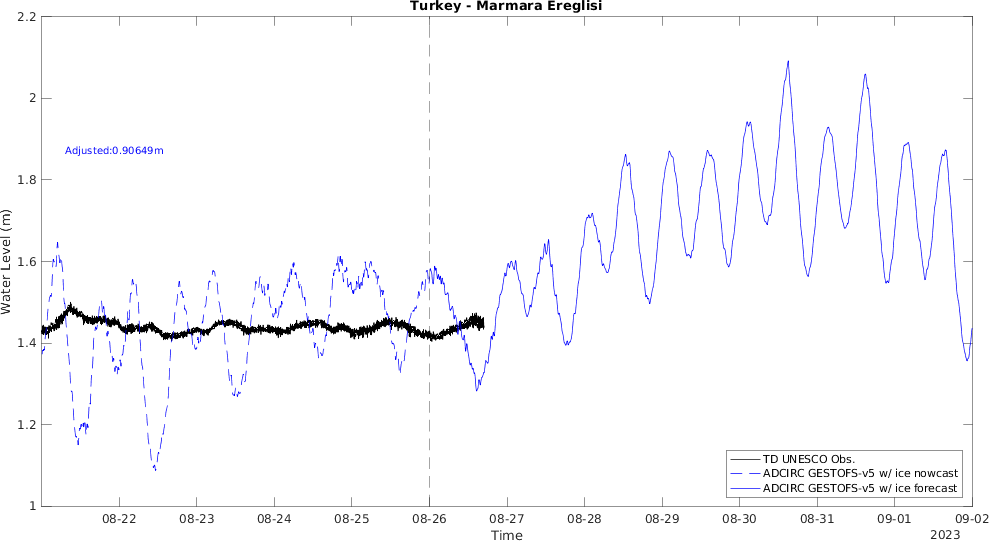 Turkey - Marmara Ereglisi
2.2
2
1.8
1.6
1.4
1.2
1
Water Level (m)
Adjusted:0.90649m
TD UNESCO Obs.
ADCIRC GESTOFS-v5 w/ ice nowcast
ADCIRC GESTOFS-v5 w/ ice forecast
08-22 08-23 08-24 08-25 08-26 08-27 08-28 08-29 08-30 08-31 09-01 09-02
Time
2023